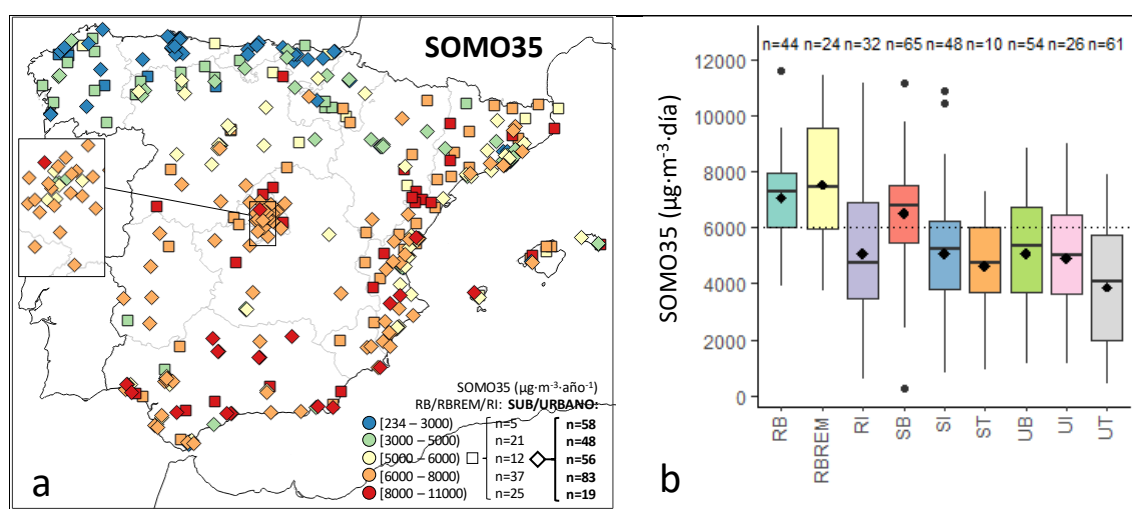 SOMO35
SOMO35 (µg·m⁻³·año⁻¹)
RB/RBREM/RI: SUB/URBANO:
[234 – 3000) n=5 n=58
[3000 – 5000) n=21 n=48
[5000 – 6000) n=12 n=56
[6000 – 8000) n=37 n=83
[8000 – 11000) n=25 n=19
a
n=44 n=24 n=32 n=65 n=48 n=10 n=54 n=26 n=61
SOMO35 (µg·m⁻³·día)
12000
10000
8000
6000
4000
2000
0
RB RBREM RI SB SI ST UB UI UT
b